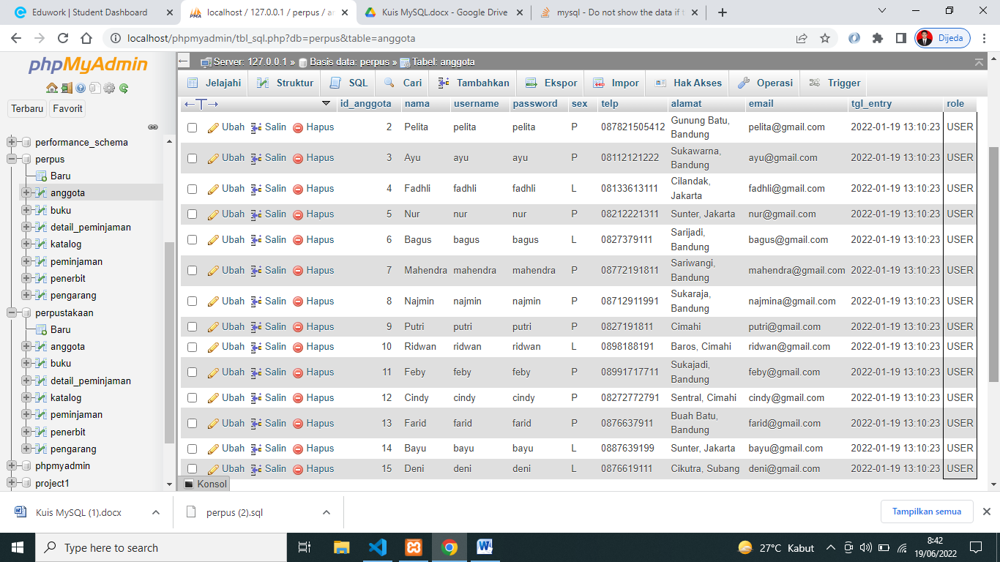 Eduwork | Student Dashboard
localhost / 127.0.0.1 / perpus / an
Kuis MySQL.docx - Google Drive
mysql - Do not show the data if t
localhost/phpmyadmin/tbl_sql.php?db=perpus&table=anggota
Dijeda
phpMyAdmin
Terbaru Favorit
performance_schema
perpus
Baru
anggota
buku
detail_peminjaman
katalog
peminjaman
penerbit
pengarang
perpustakaan
Baru
anggota
buku
detail_peminjaman
katalog
peminjaman
penerbit
pengarang
phpmyadmin
project1
Server: 127.0.0.1 » Basis data: perpus » Tabel: anggota
Jelajahi Struktur SQL Cari Tambahkan Ekspor Impor Hak Akses Operasi Trigger
id_anggota nama username password sex telp alamat email tgl_entry role
Ubah Salin Hapus 2 Pelita pelita pelita P 087821505412 Gunung Batu, Bandung pelita@gmail.com 2022-01-19 13:10:23 USER
Ubah Salin Hapus 3 Ayu ayu ayu P 08112121222 Sukawarna, Bandung ayu@gmail.com 2022-01-19 13:10:23 USER
Ubah Salin Hapus 4 Fadhli fadhli fadhli L 08133613111 Cilandak, Jakarta fadhli@gmail.com 2022-01-19 13:10:23 USER
Ubah Salin Hapus 5 Nur nur nur P 08212221311 Sunter, Jakarta nur@gmail.com 2022-01-19 13:10:23 USER
Ubah Salin Hapus 6 Bagus bagus bagus L 0827379111 Sarijadi, Bandung bagus@gmail.com 2022-01-19 13:10:23 USER
Ubah Salin Hapus 7 Mahendra mahendra mahendra P 08772191811 Sariwangi, Bandung mahendra@gmail.com 2022-01-19 13:10:23 USER
Ubah Salin Hapus 8 Najmin najmin najmin P 08712911991 Sukaraja, Bandung najmina@gmail.com 2022-01-19 13:10:23 USER
Ubah Salin Hapus 9 Putri putri putri P 0827191811 Cimahi putri@gmail.com 2022-01-19 13:10:23 USER
Ubah Salin Hapus 10 Ridwan ridwan ridwan L 0898188191 Baros, Cimahi ridwan@gmail.com 2022-01-19 13:10:23 USER
Ubah Salin Hapus 11 Feby feby feby P 08991717711 Sukajadi, Bandung feby@gmail.com 2022-01-19 13:10:23 USER
Ubah Salin Hapus 12 Cindy cindy cindy P 08272772791 Sentral, Cimahi cindy@gmail.com 2022-01-19 13:10:23 USER
Ubah Salin Hapus 13 Farid farid farid P 0876637911 Buah Batu, Bandung farid@gmail.com 2022-01-19 13:10:23 USER
Ubah Salin Hapus 14 Bayu bayu bayu L 0887639199 Sunter, Jakarta bayu@gmail.com 2022-01-19 13:10:23 USER
Ubah Salin Hapus 15 Deni deni deni L 0876619111 Cikutra, Subang deni@gmail.com 2022-01-19 13:10:23 USER
Konsol
Kuis MySQL (1).docx
perpus (2).sql
Tampilkan semua
Type here to search
27°C Kabut
8:42
19/06/2022